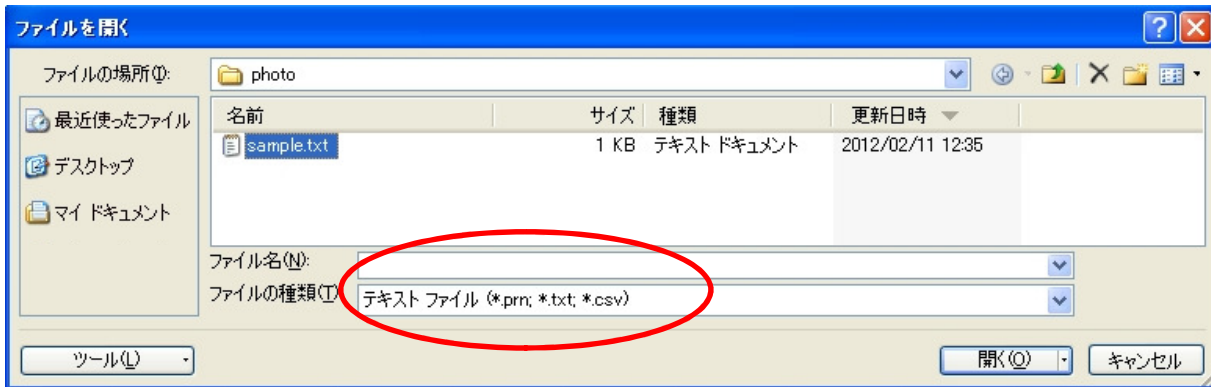 ファイルを開く
ファイルの場所(I):
photo
最近使ったファイル
デスクトップ
マイ ドキュメント
名前 サイズ 種類 更新日時
sample.txt 1 KB テキスト ドキュメント 2012/02/11 12:35
ファイル名(N):
ファイルの種類(T)
テキスト ファイル (*.prn; *.txt; *.csv)
ツール(L) 開く(O) キャンセル